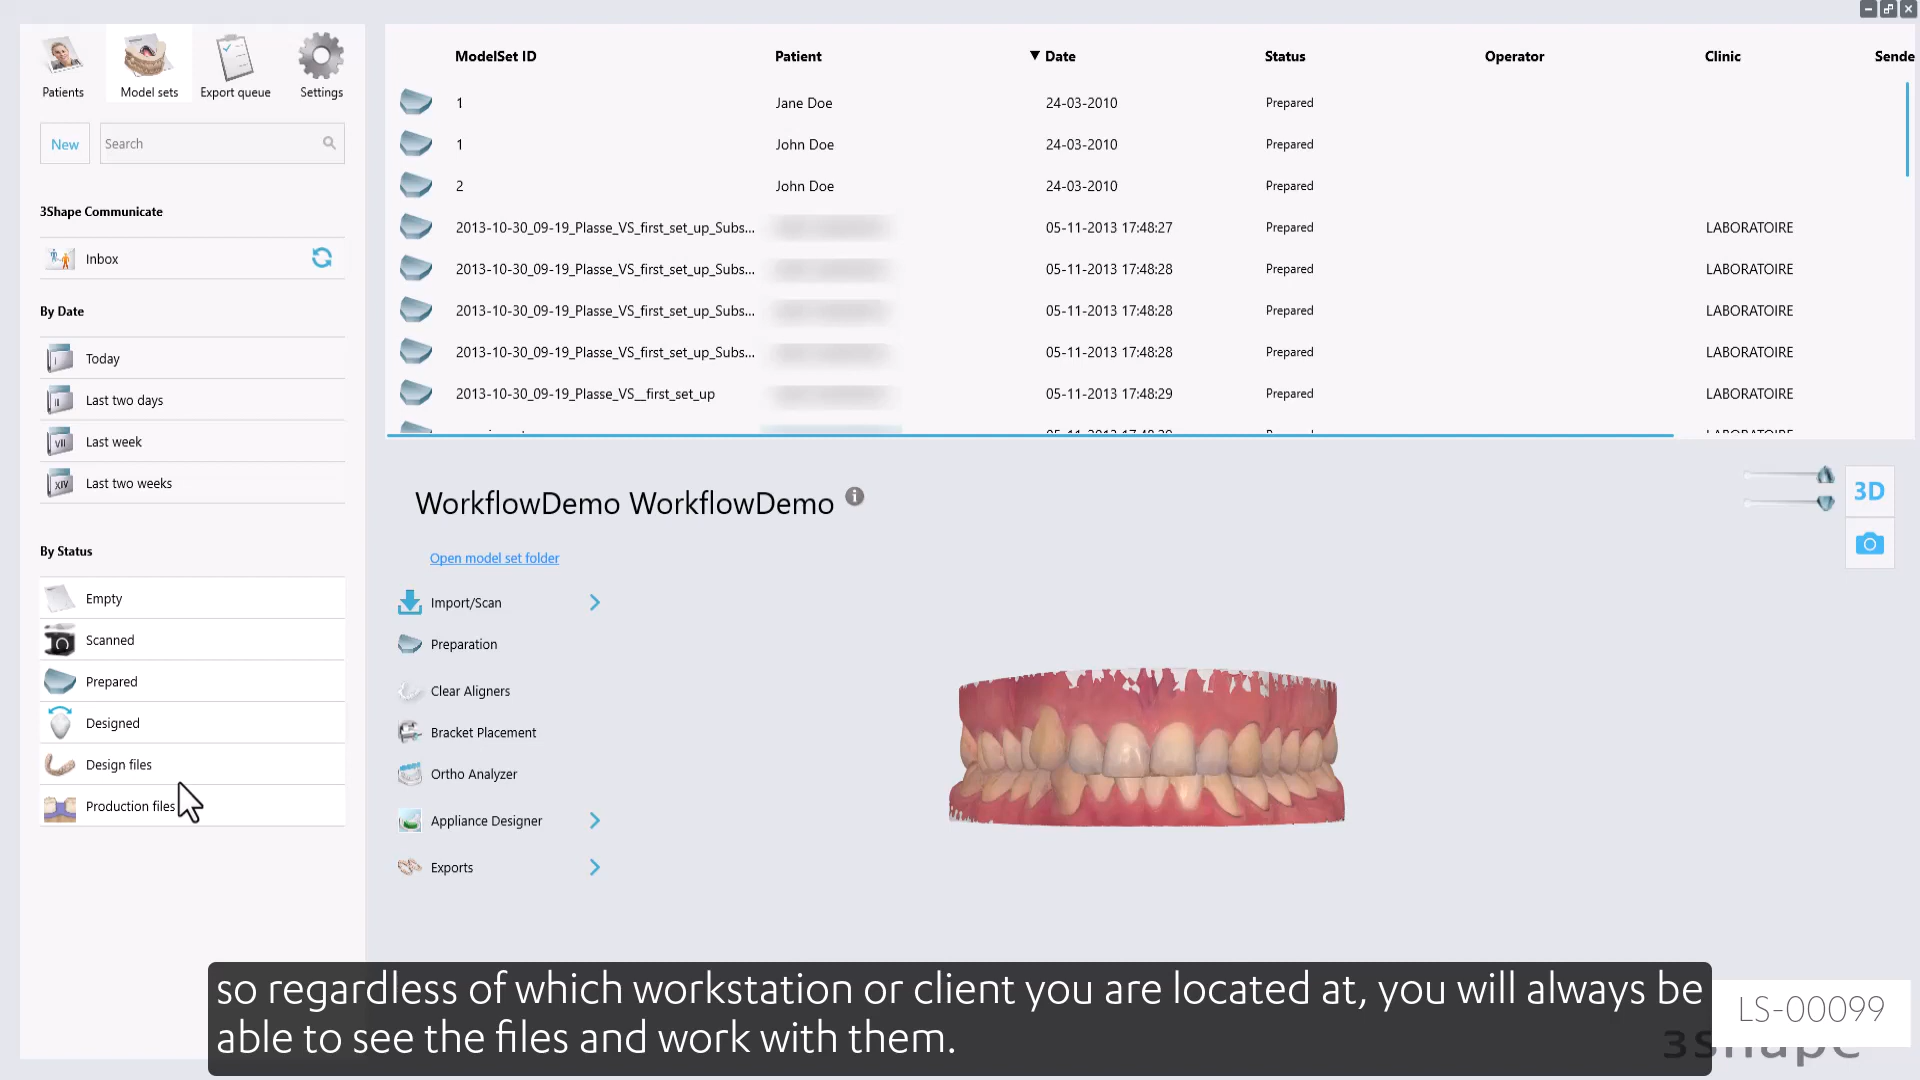 Patients
Model sets
Export queue
Settings
New
Search
3Shape Communicate
Inbox
By Date
Today
Last two days
Last week
Last two weeks
By Status
Empty
Scanned
Prepared
Designed
Design files
Production files
ModelSet ID Patient ▼ Date Status Operator Clinic Sende
1 Jane Doe 24-03-2010 Prepared
1 John Doe 24-03-2010 Prepared
2 John Doe 24-03-2010 Prepared
2013-10-30_09-19_Plasse_VS_first_set_up_Subs... 05-11-2013 17:48:27 Prepared LABORATOIRE
2013-10-30_09-19_Plasse_VS_first_set_up_Subs... 05-11-2013 17:48:28 Prepared LABORATOIRE
2013-10-30_09-19_Plasse_VS_first_set_up_Subs... 05-11-2013 17:48:28 Prepared LABORATOIRE
2013-10-30_09-19_Plasse_VS_first_set_up_Subs... 05-11-2013 17:48:28 Prepared LABORATOIRE
2013-10-30_09-19_Plasse_VS__first_set_up 05-11-2013 17:48:29 Prepared LABORATOIRE
WorkflowDemo WorkflowDemo
3D
Open model set folder
Import/Scan
Preparation
Clear Aligners
Bracket Placement
Ortho Analyzer
Appliance Designer
Exports
so regardless of which workstation or client you are located at, you will always be
able to see the files and work with them.
LS-00099
3shape